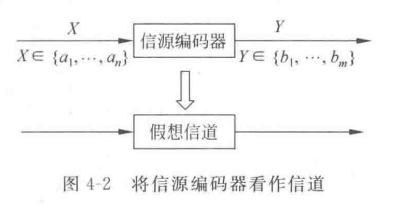 X
Y
信源编码器
X∈ {a₁,⋯,aₙ}
Y∈ {b₁,⋯,bₘ}
假想信道
图 4-2 将信源编码器看作信道